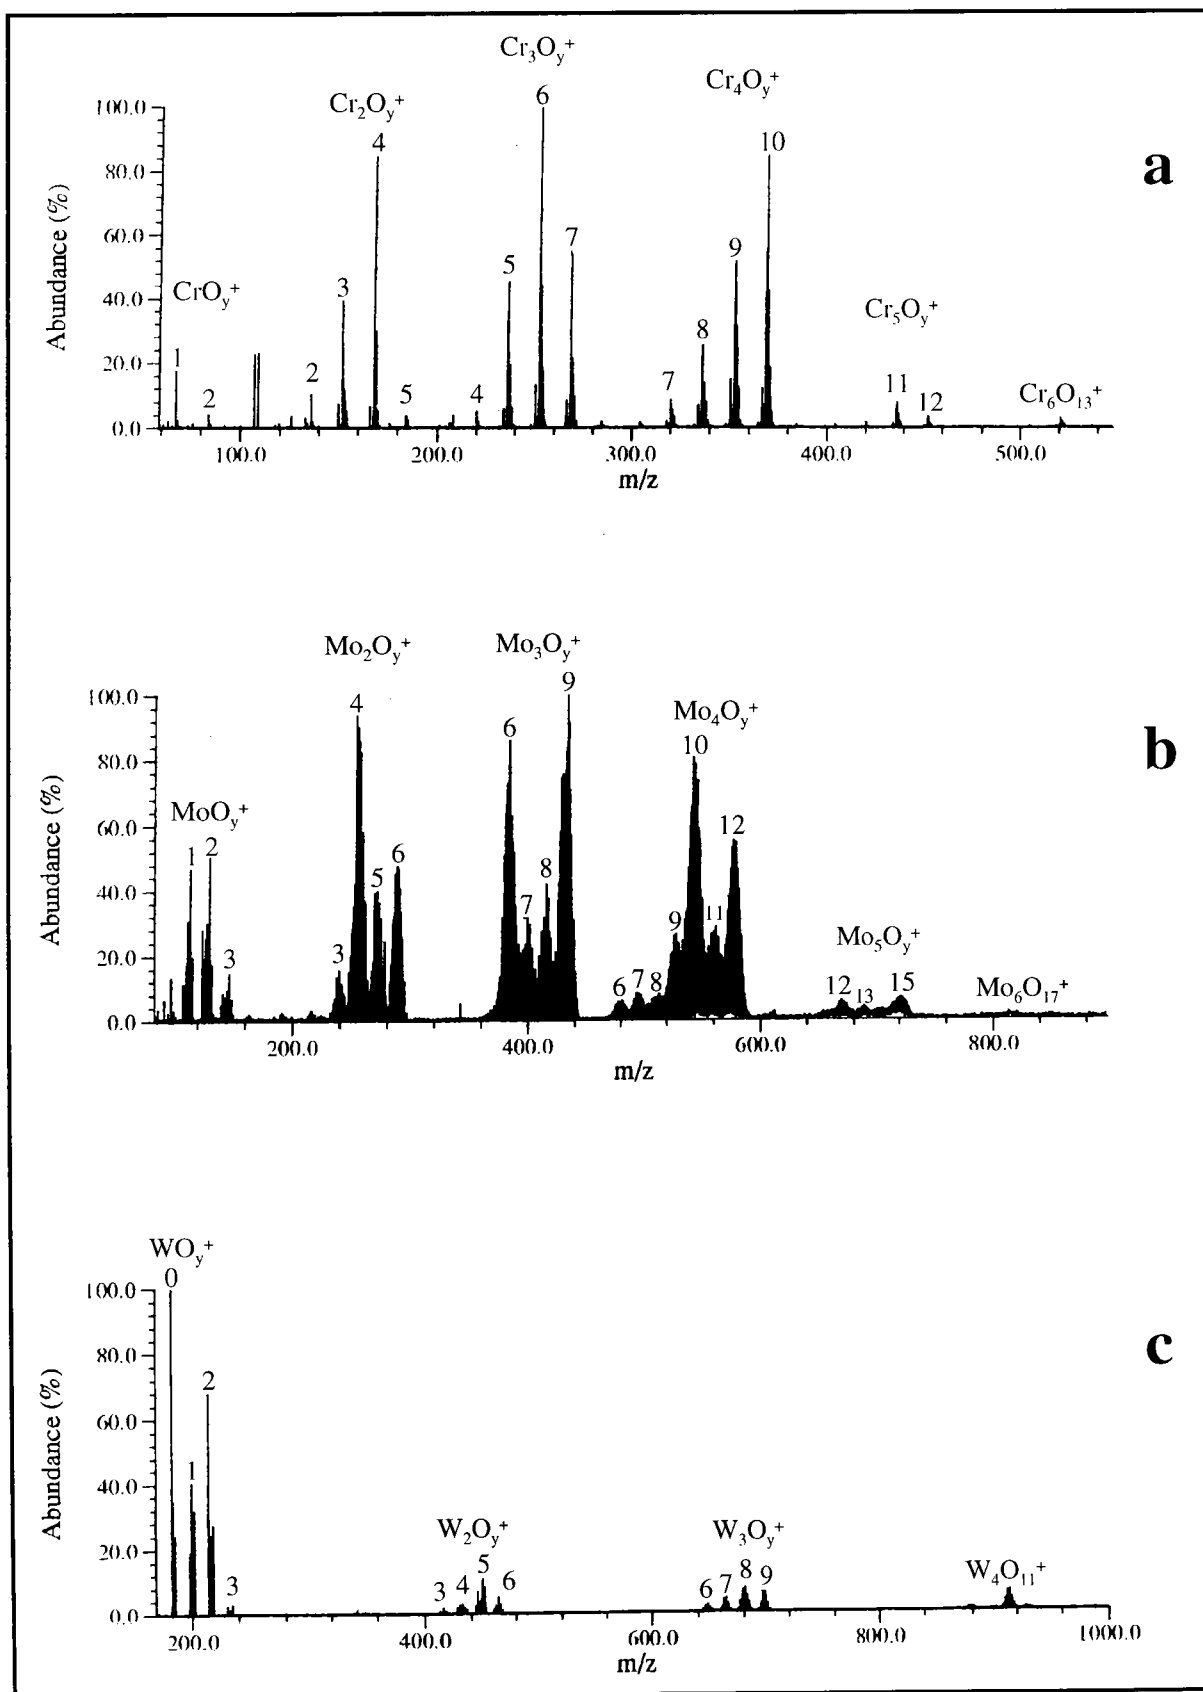 Cr₃Oy⁺
Cr₂Oy⁺ 6 Cr₄Oy⁺
100.0 4 10
a
80.0
60.0 7 9
5
Abundance (%)
CrOy⁺ 3 Cr₅Oy⁺
40.0
8
20.0 1 2 7 11 Cr₆O₁₃⁺
2 5 4 12
0.0
100.0 200.0 300.0 400.0 500.0
m/z
Mo₂Oy⁺ Mo₃Oy⁺
9
100.0 4 6 Mo₄Oy⁺
10
b
80.0
MoOy⁺ 12
60.0
1 2 6 8
Abundance (%)
40.0 5 7 9 11 Mo₅Oy⁺
20.0 3 3 6 7 8 12 13 15 Mo₆O₁₇⁺
0.0
200.0 400.0 600.0 800.0
m/z
WOy⁺
0
100.0
c
80.0
2
60.0
Abundance (%)
1
40.0
W₂Oy⁺ W₃Oy⁺
20.0 5 8 9 W₄O₁₁⁺
3 3 4 6 6 7
0.0
200.0 400.0 600.0 800.0 1000.0
m/z